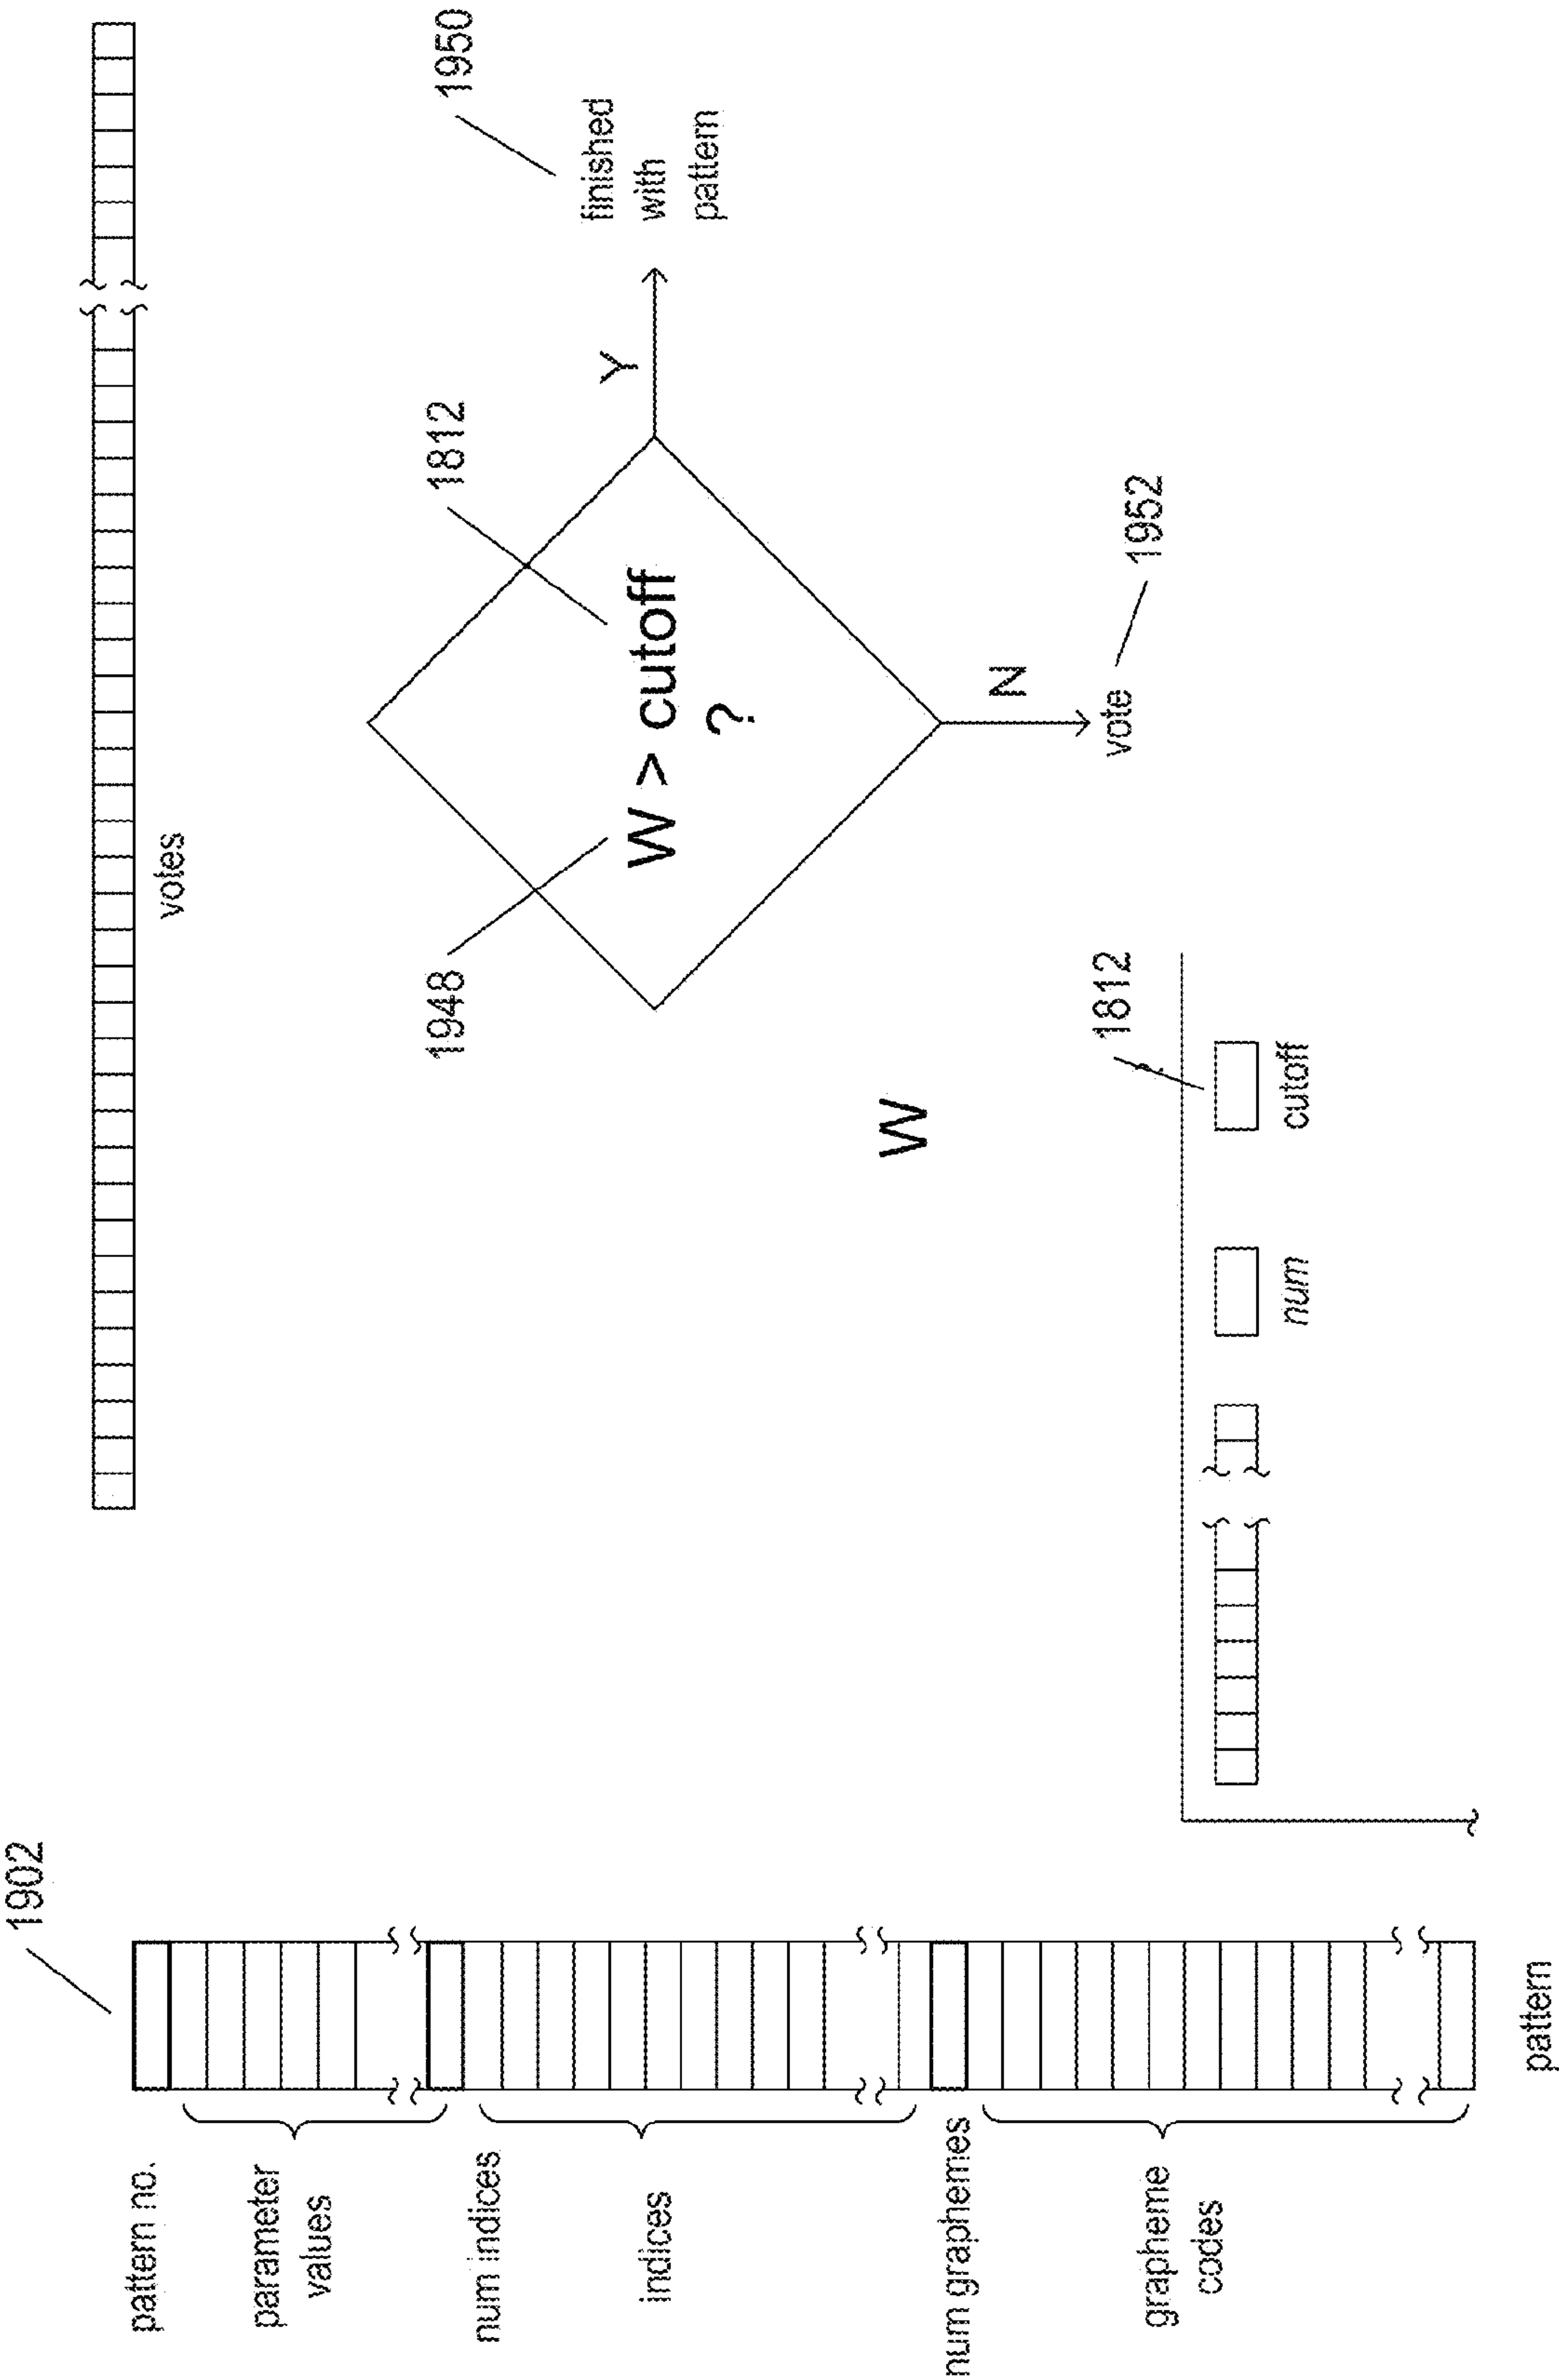 1902
pattern no.
parameter
values
num indices
indices
num graphemes
grapheme
codes
pattern
votes
1948
1812
W > cutoff
?
Y
1950
finished
with
pattern
N
vote
1952
W
1812
num
cutoff